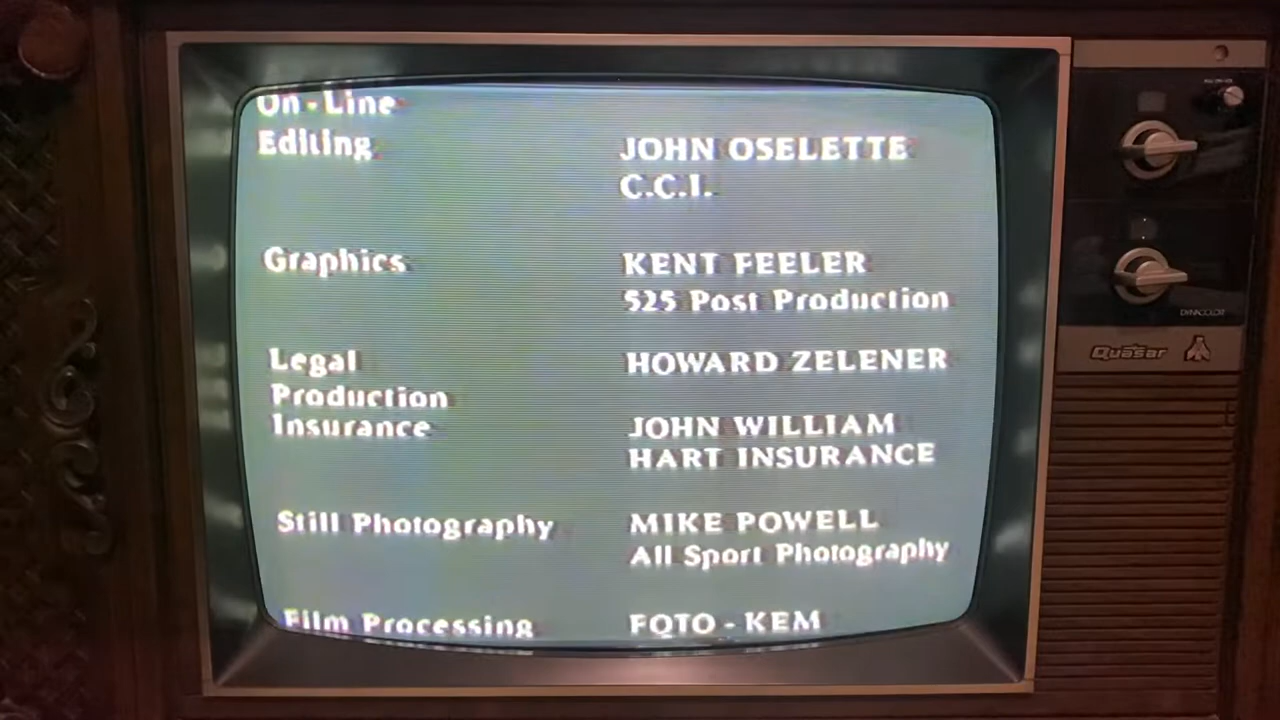 On-Line
Editing
JOHN OSELETTE
C.C.I.
Graphics
KENT FEELER
525 Post Production
Legal
HOWARD ZELENER
Production
Insurance
JOHN WILLIAM
HART INSURANCE
Still Photography
MIKE POWELL
All Sport Photography
Film Processing
FOTO-KEM
DYNACOLOR
Quasar